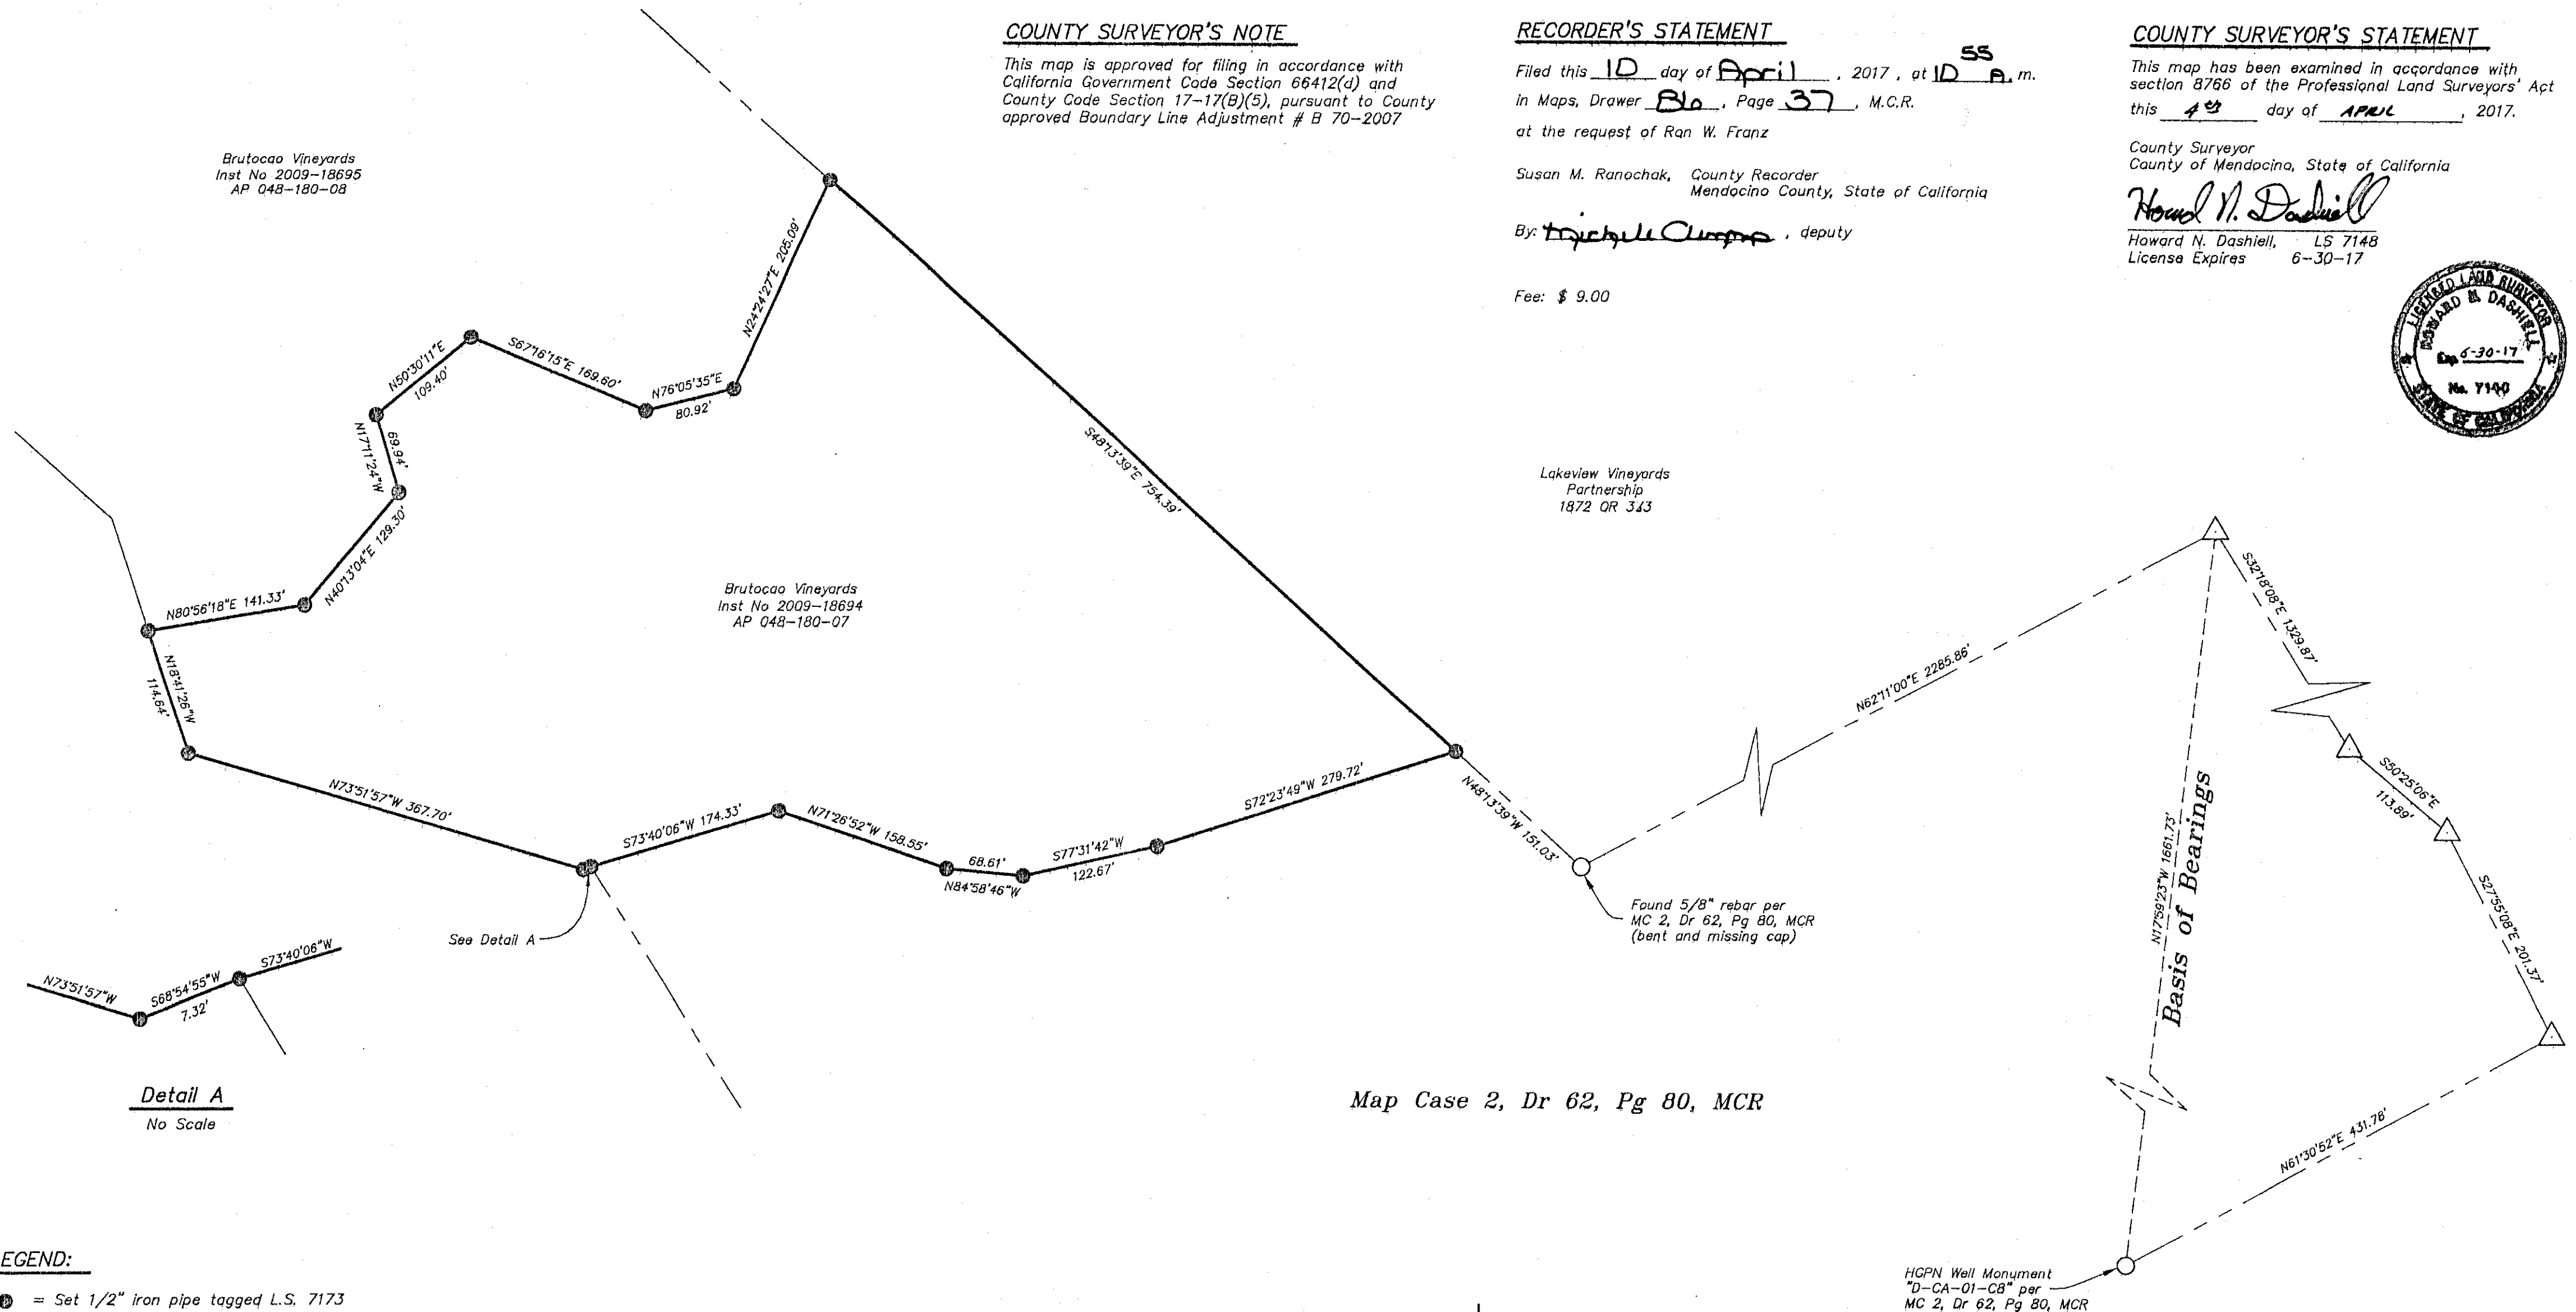 COUNTY SURVEYOR'S NOTE
This map is approved for filing in accordance with
California Government Code Section 66412(d) and
County Code Section 17-17(B)(5), pursuant to County
approved Boundary Line Adjustment # B 70-2007
RECORDER'S STATEMENT
Filed this 10 day of April, 2017, at 10 55 A.m.
in Maps, Drawer, Page 37, M.C.R.
at the request of Ron W. Franz
Susan M. Ranochak, County Recorder
Mendocino County, State of California
By:, deputy
Fee: $ 9.00
COUNTY SURVEYOR'S STATEMENT
This map has been examined in accordance with
section 8766 of the Professional Land Surveyors' Act
this 4th day of APRIL, 2017.
County Surveyor
County of Mendocino, State of California
Howard N. Dashiell
Howard N. Dashiell, LS 7148
License Expires 6-30-17
LICENSED LAND SURVEYOR
HOWARD N. DASHIELL
Exp. 6-30-17
No.
STATE OF CALIFORNIA
Brutocao Vineyards
Inst No 2009-18695
AP 048-180-08
N24°24'27"E 205.09'
N50°30'11"E
109.40'
S67°16'15"E 169.60'
N76°05'35"E
80.92'
N17°11'24"W
69.94'
N40°13'04"E 129.30'
S48°13'39"E 754.39'
Lakeview Vineyards
Partnership
1872 OR
N80°56'18"E 141.33'
Brutocao Vineyards
Inst No 2009-18694
AP 048-180-07
N18°41'26"W
114.64'
N73°51'57"W 367.70'
S73°40'06"W 174.33'
N71°26'52"W 158.55'
68.61'
N84°58'46"W
S77°31'42"W
122.67'
S72°23'49"W 279.72'
N48°13'39"W 151.03'
N62°11'00"E 2285.86'
S32°18'08"E 1329.87'
S50°25'06"E
113.89'
S27°55'08"E 201.37'
N17°59'23"W 1661.73'
Basis of Bearings
N61°30'52"E 431.78'
Found 5/8" rebar per
MC 2, Dr 62, Pg 80, MCR
(bent and missing cap)
See Detail A
N73°51'57"W
S68°54'55"W
7.32'
S73°40'06"W
Detail A
No Scale
Map Case 2, Dr 62, Pg 80, MCR
HGPN Well Monument
"D-CA-01-CB" per
MC 2, Dr 62, Pg 80, MCR
EGEND:
= Set 1/2" iron pipe tagged L.S. 7173